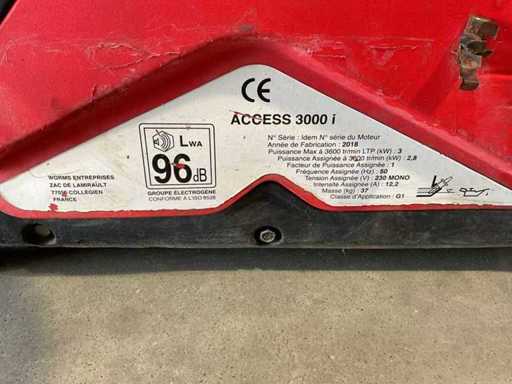 CE
ACCESS 3000 i
LWA
96dB
GROUPE ÉLECTROGÈNE
CONFORME A L'ISO 8528
WORMS ENTREPRISES
ZAC DE LAMIRAULT
77090 COLLEGIEN
FRANCE
N° Série : Idem N° série du Moteur
Année de Fabrication : 2018
Puissance Max à 3600 tr/min LTP (kW) : 3
Puissance Assignée à 3600 tr/min (kW) : 2,8
Facteur de Puissance : 1
Fréquence Assignée (Hz) : 50
Tension Assignée (V) : 230 MONO
Intensité Assignée (A) : 12,2
Masse (kg) : 37
Classe d'Application : G1